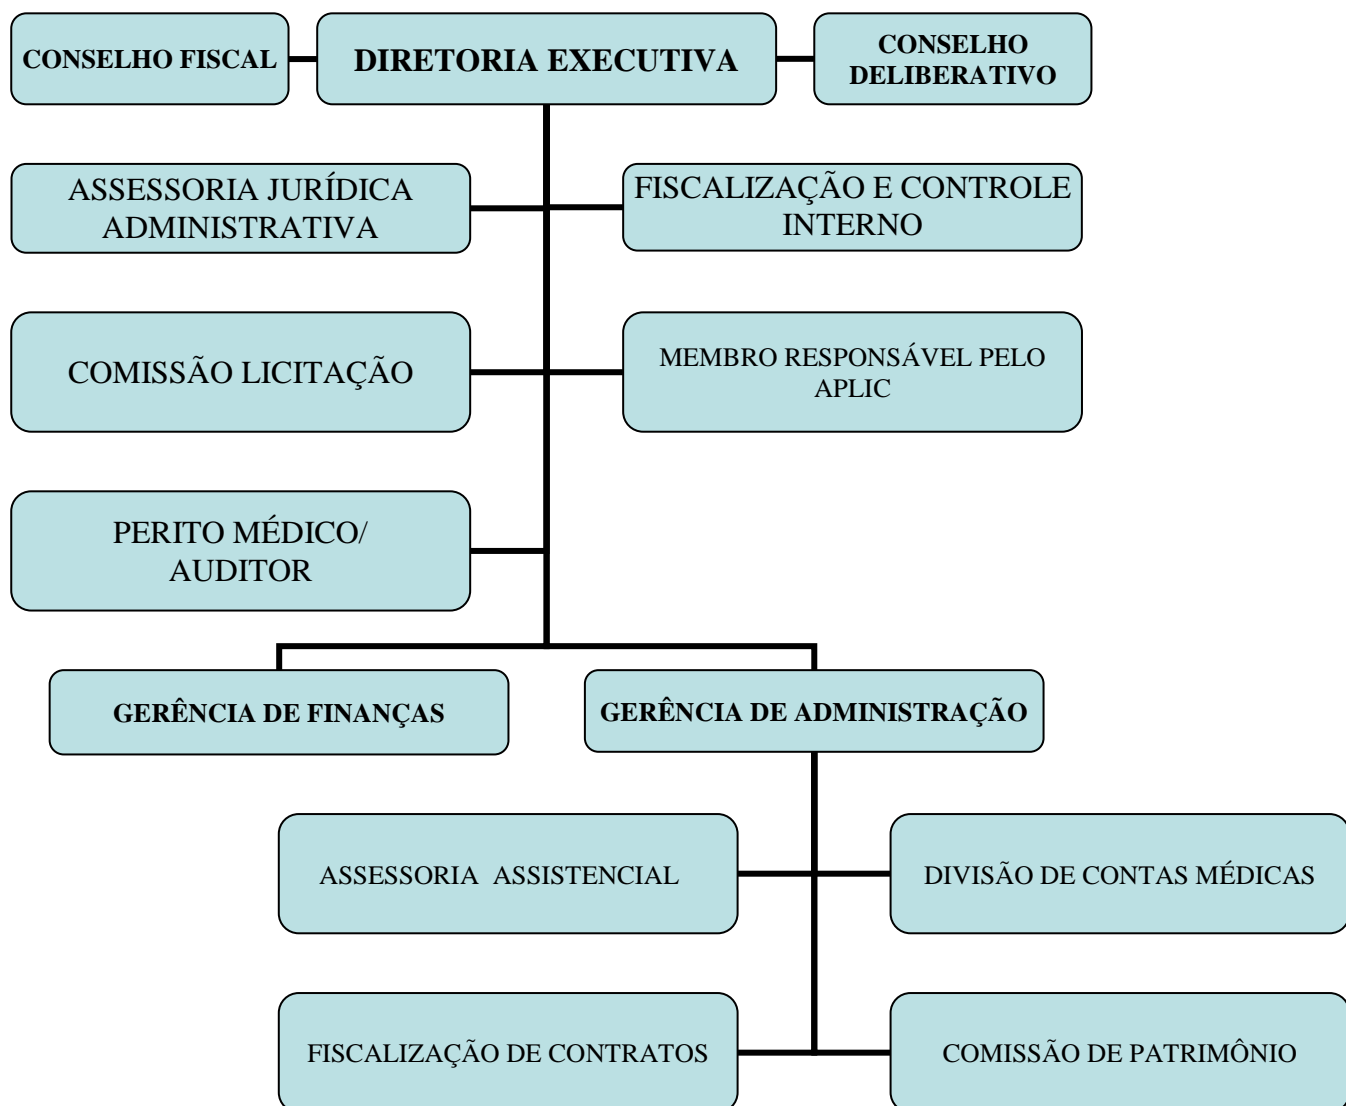 CONSELHO FISCAL
DIRETORIA EXECUTIVA
CONSELHO
DELIBERATIVO
ASSESSORIA JURÍDICA
ADMINISTRATIVA
FISCALIZAÇÃO E CONTROLE
INTERNO
COMISSÃO LICITAÇÃO
MEMBRO RESPONSÁVEL PELO
APLIC
PERITO MÉDICO/
AUDITOR
GERÊNCIA DE FINANÇAS
GERÊNCIA DE ADMINISTRAÇÃO
ASSESSORIA ASSISTENCIAL
DIVISÃO DE CONTAS MÉDICAS
FISCALIZAÇÃO DE CONTRATOS
COMISSÃO DE PATRIMÔNIO